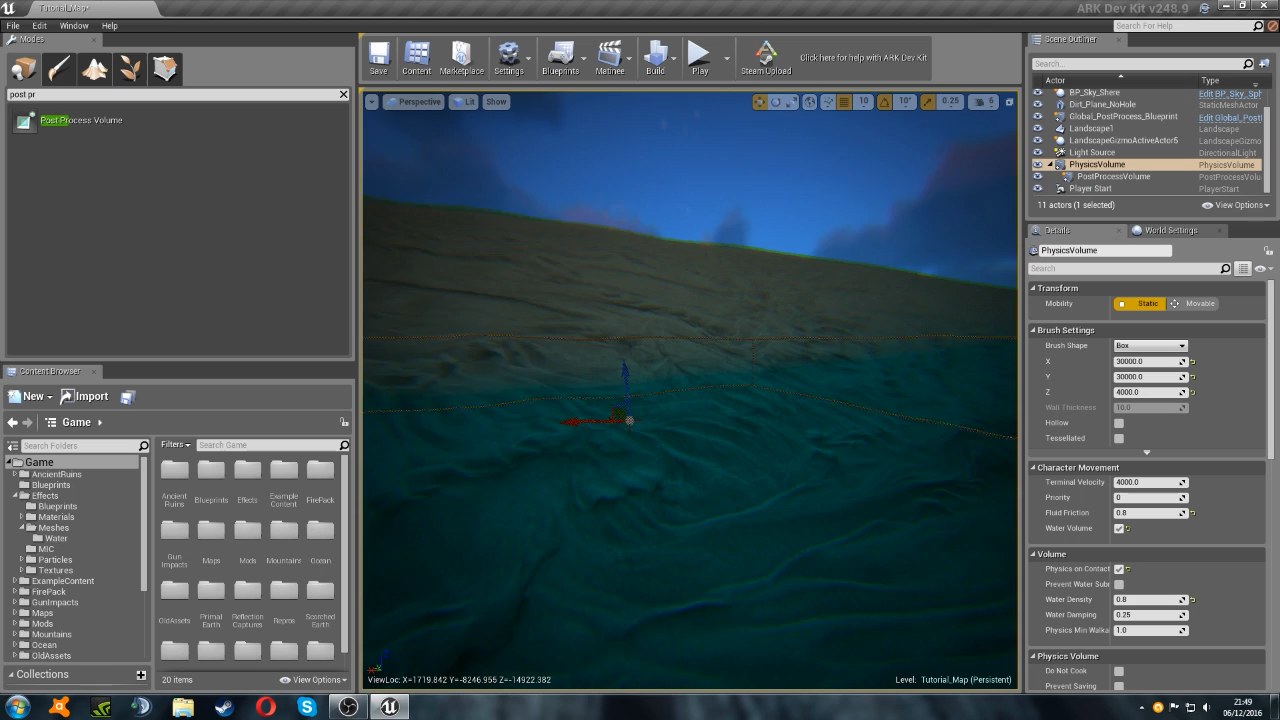 Tutorial_Map*
ARK Dev Kit v248.9
File Edit Window Help
Search For Help
Modes
post pr
Post Process Volume
Save Content Marketplace Settings Blueprints Matinee Build Play Steam Upload
Click here for help with ARK Dev Kit
Perspective Lit Show
10 10° 0.25 6
Scene Outliner
Search...
Actor Type
BP_Sky_Shere Edit BP_Sky_Sph
Dirt_Plane_NoHole StaticMeshActor
Global_PostProcess_Blueprint Edit Global_Post
Landscape1 Landscape
LandscapeGizmoActiveActor5 LandscapeGizmo
Light Source DirectionalLight
PhysicsVolume PhysicsVolume
PostProcessVolume PostProcessVolu
Player Start PlayerStart
11 actors (1 selected) View Options
Details World Settings
PhysicsVolume
Search
Transform
Mobility Static Movable
Brush Settings
Brush Shape Box
X 30000.0
Y 30000.0
Z 4000.0
Wall Thickness 10.0
Hollow
Tessellated
Character Movement
Terminal Velocity 4000.0
Priority 0
Fluid Friction 0.8
Water Volume
Volume
Physics on Contact
Prevent Water Subr
Water Density 0.8
Water Damping 0.25
Physics Min Walka 1.0
Physics Volume
Do Not Cook
Prevent Saving
Content Browser
New Import
Game
Search Folders
Filters Search Game
Game
AncientRuins
Blueprints
Effects
Blueprints
Materials
Meshes
Water
MIC
Particles
Textures
ExampleContent
FirePack
GunImpacts
Maps
Mods
Mountains
Ocean
OldAssets
Collections
Ancient Ruins Blueprints Effects Example Content FirePack
Gun Impacts Maps Mods Mountains Ocean
OldAssets Primal Earth Reflection Captures Repros Scorched Earth
20 items View Options
ViewLoc: X=1719.842 Y=-8246.955 Z=-14922.382
Level: Tutorial_Map (Persistent)
21:49
06/12/2016